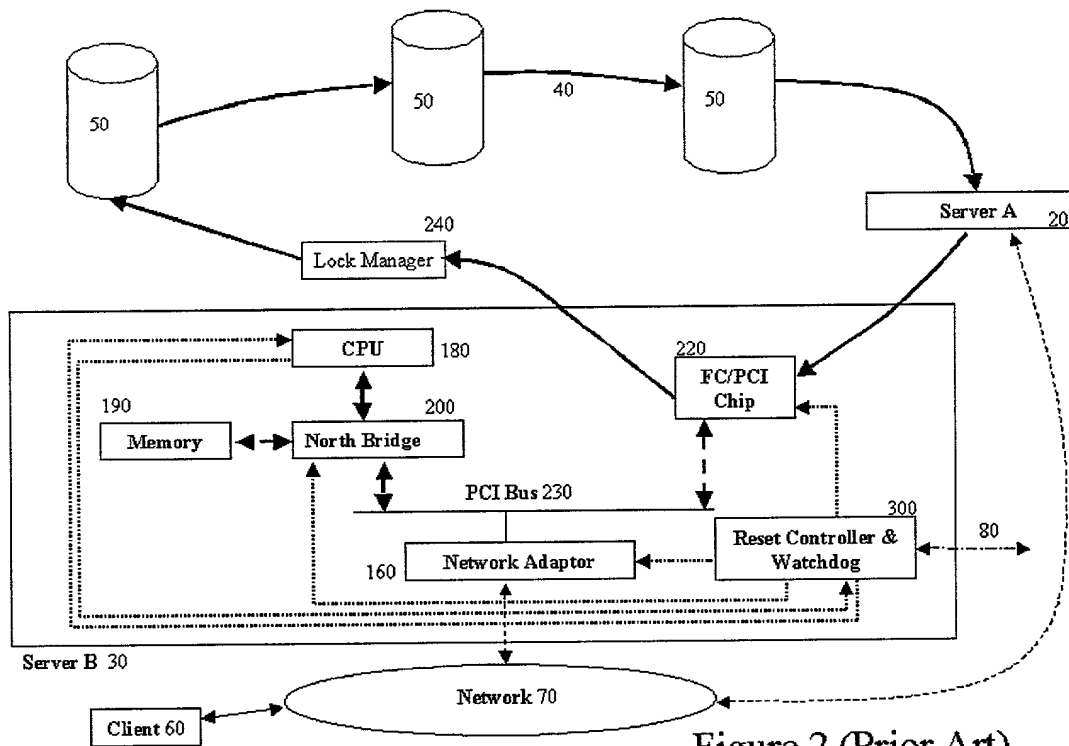 50
50
40
50
Server A
20
240
Lock Manager
CPU
180
220
FC/PCI
Chip
190
200
Memory
North Bridge
PCI Bus 230
300
Reset Controller &
Watchdog
80
160
Network Adaptor
Server B 30
Network 70
Client 60
Figure 2 (Prior Art)